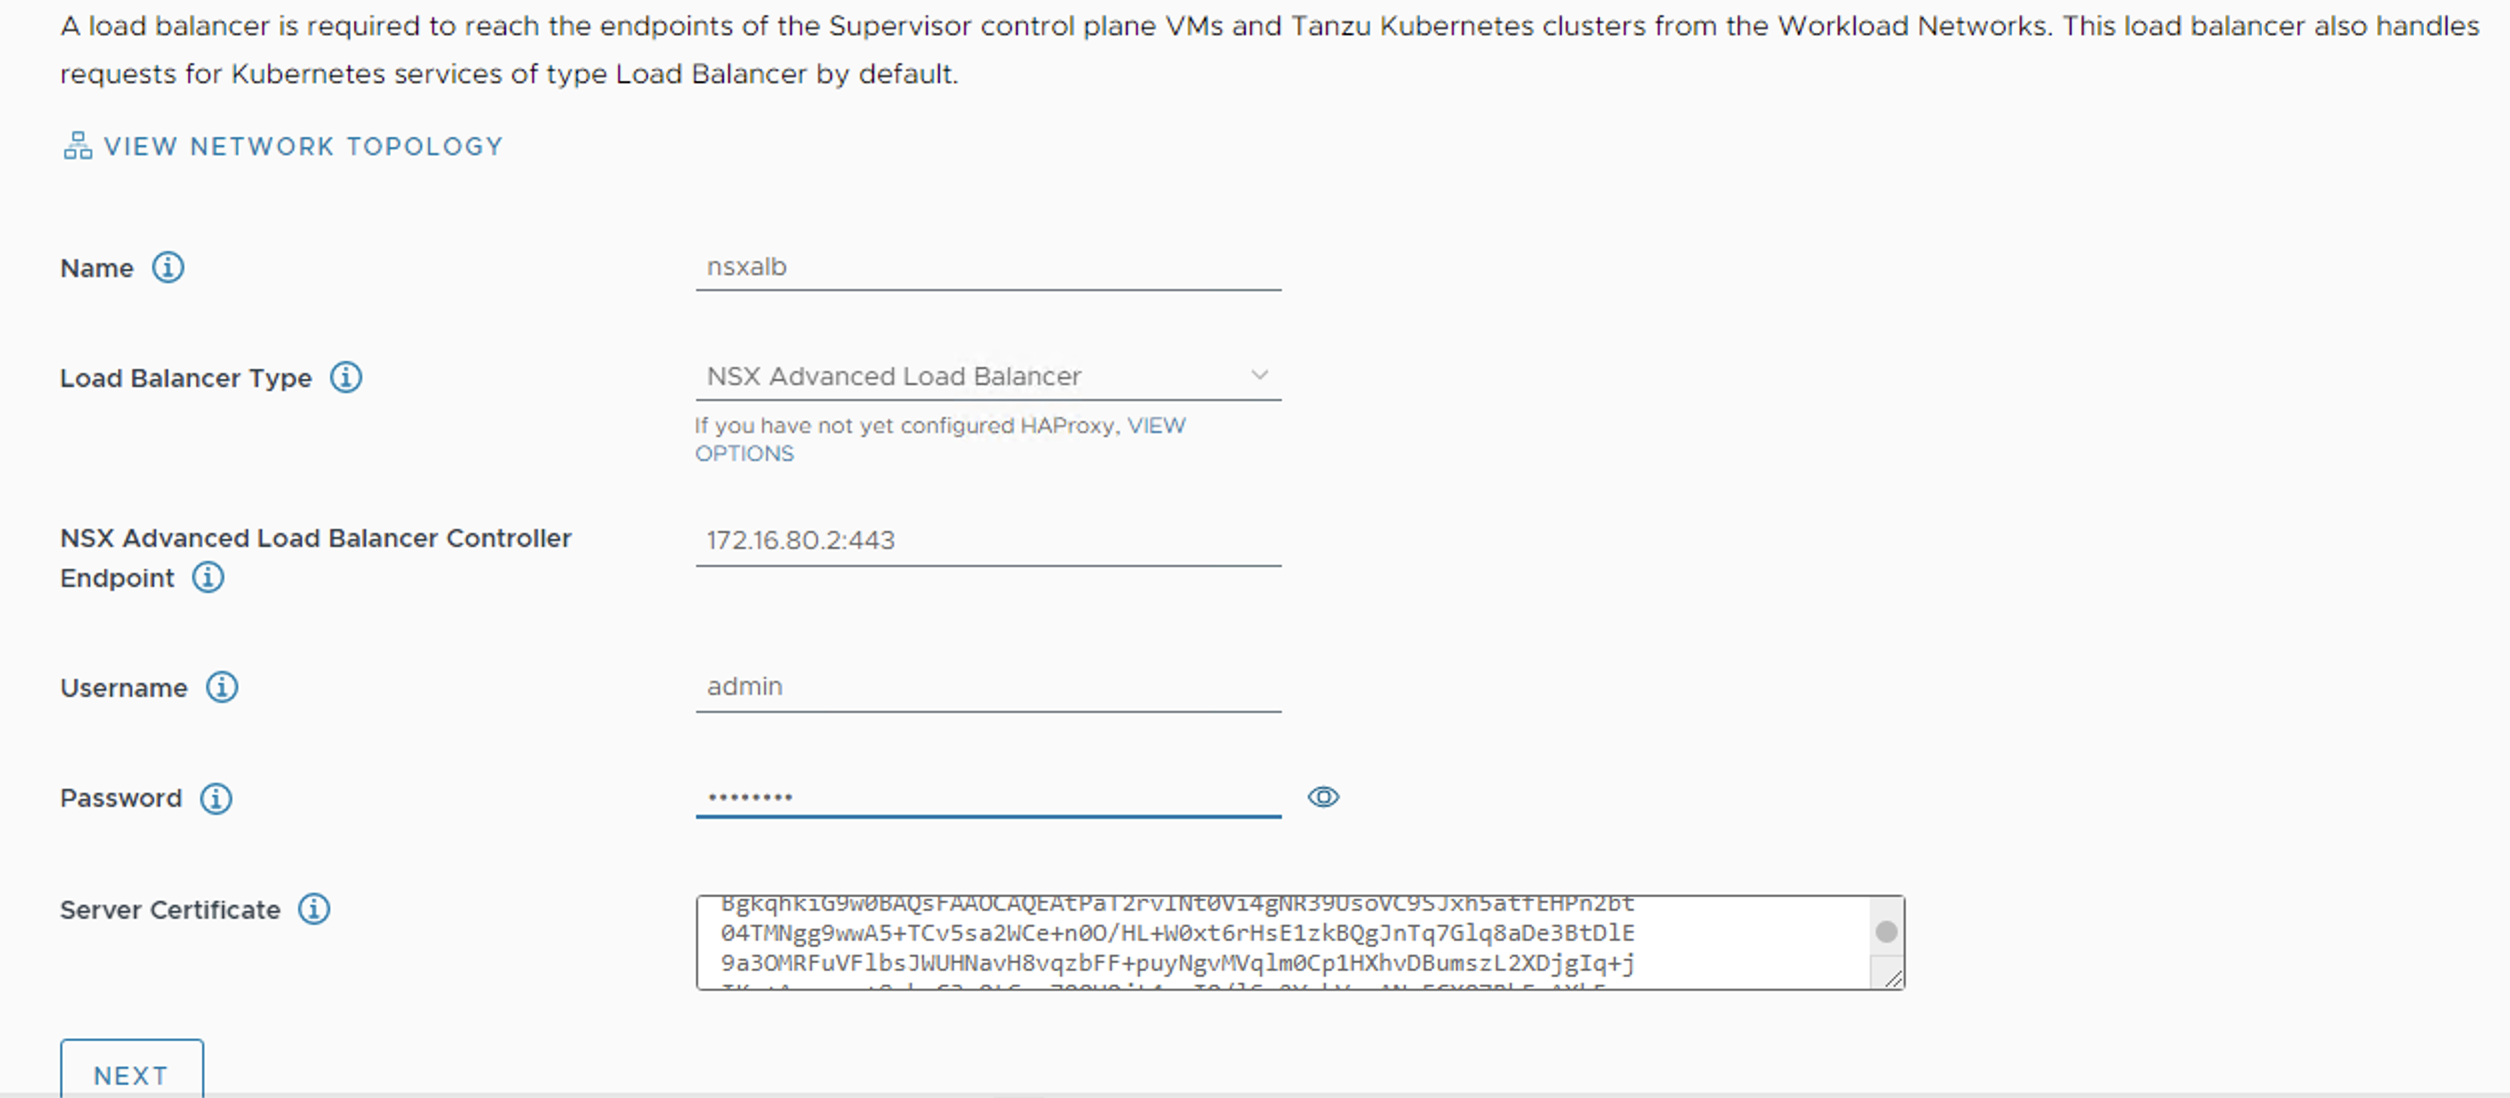 A load balancer is required to reach the endpoints of the Supervisor control plane VMs and Tanzu Kubernetes clusters from the Workload Networks. This load balancer also handles
requests for Kubernetes services of type Load Balancer by default.
VIEW NETWORK TOPOLOGY
Name
nsxalb
Load Balancer Type
NSX Advanced Load Balancer
If you have not yet configured HAProxy, VIEW
OPTIONS
NSX Advanced Load Balancer Controller
Endpoint
172.16.80.2:443
Username
admin
Password
••••••••
Server Certificate
BgkqhkiG9w0BAQsFAAOCAQEAtPaT2rvlNt0Vi4gNR39UsoVC9SJxh5atfEHPn2bt
04TMNgg9wwA5+TCv5sa2WCe+n0O/HL+W0xt6rHsE1zkBQgJnTq7Glq8aDe3BtDlE
9a3OMRFuVFlbsJWUHNavH8vqzbFF+puyNgvMVqlm0Cp1HXhvDBumszL2XDjgIq+j
NEXT